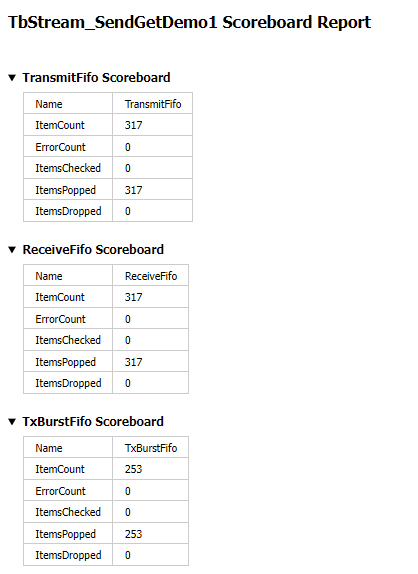 TbStream_SendGetDemo1 Scoreboard Report
TransmitFifo Scoreboard
Name TransmitFifo
ItemCount 317
ErrorCount 0
ItemsChecked 0
ItemsPopped 317
ItemsDropped 0
ReceiveFifo Scoreboard
Name ReceiveFifo
ItemCount 317
ErrorCount 0
ItemsChecked 0
ItemsPopped 317
ItemsDropped 0
TxBurstFifo Scoreboard
Name TxBurstFifo
ItemCount 253
ErrorCount 0
ItemsChecked 0
ItemsPopped 253
ItemsDropped 0